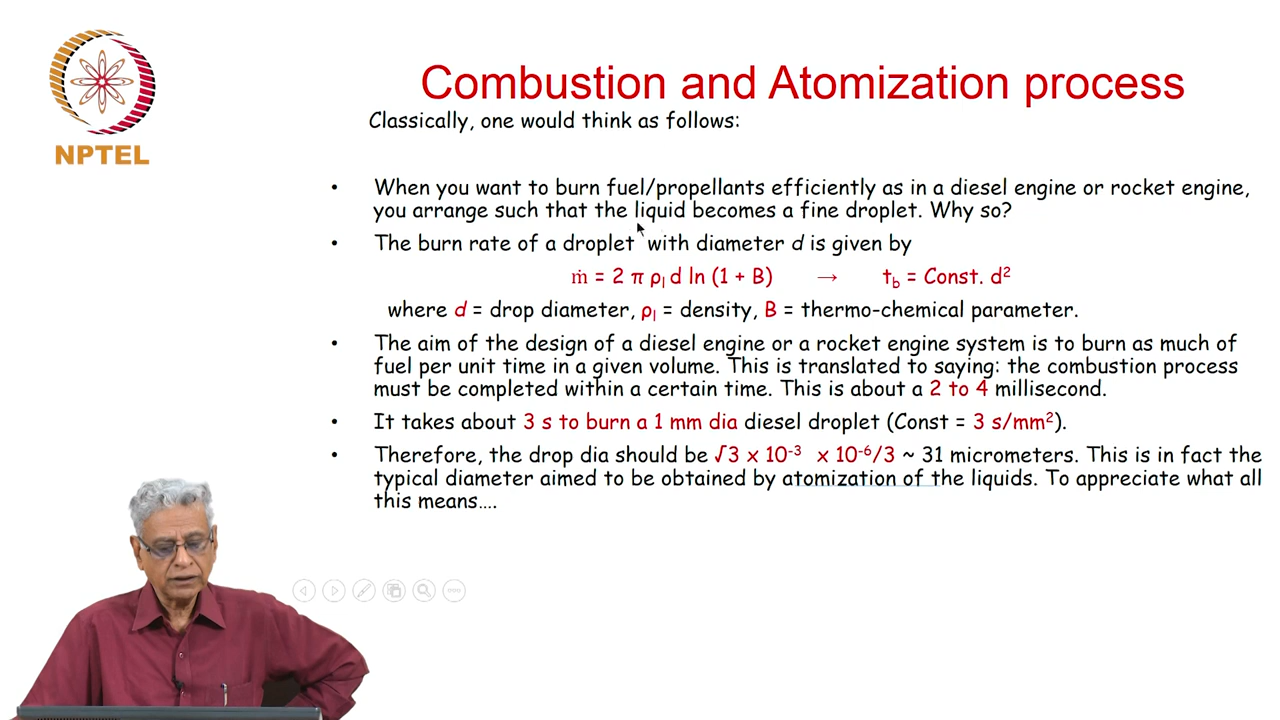 Combustion and Atomization process
Classically, one would think as follows:
NPTEL
• When you want to burn fuel/propellants efficiently as in a diesel engine or rocket engine,
you arrange such that the liquid becomes a fine droplet. Why so?
• The burn rate of a droplet with diameter d is given by
ṁ = 2 π ρₗ d ln (1 + B) → t_b = Const. d²
where d = drop diameter, ρₗ = density, B = thermo-chemical parameter.
• The aim of the design of a diesel engine or a rocket engine system is to burn as much of
fuel per unit time in a given volume. This is translated to saying: the combustion process
must be completed within a certain time. This is about a 2 to 4 millisecond.
• It takes about 3 s to burn a 1 mm dia diesel droplet (Const = 3 s/mm²).
• Therefore, the drop dia should be √3 x 10⁻³ x 10⁻⁶/3 ~ 31 micrometers. This is in fact the
typical diameter aimed to be obtained by atomization of the liquids. To appreciate what all
this means….